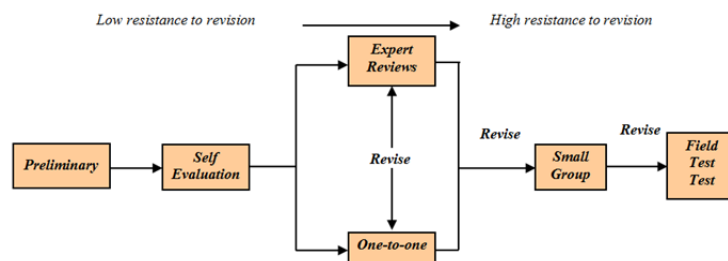 Low resistance to revision
High resistance to revision
Expert
Reviews
Preliminary
Self
Evaluation
Revise
Revise
Small
Group
Revise
Field
Test
Test
One-to-one